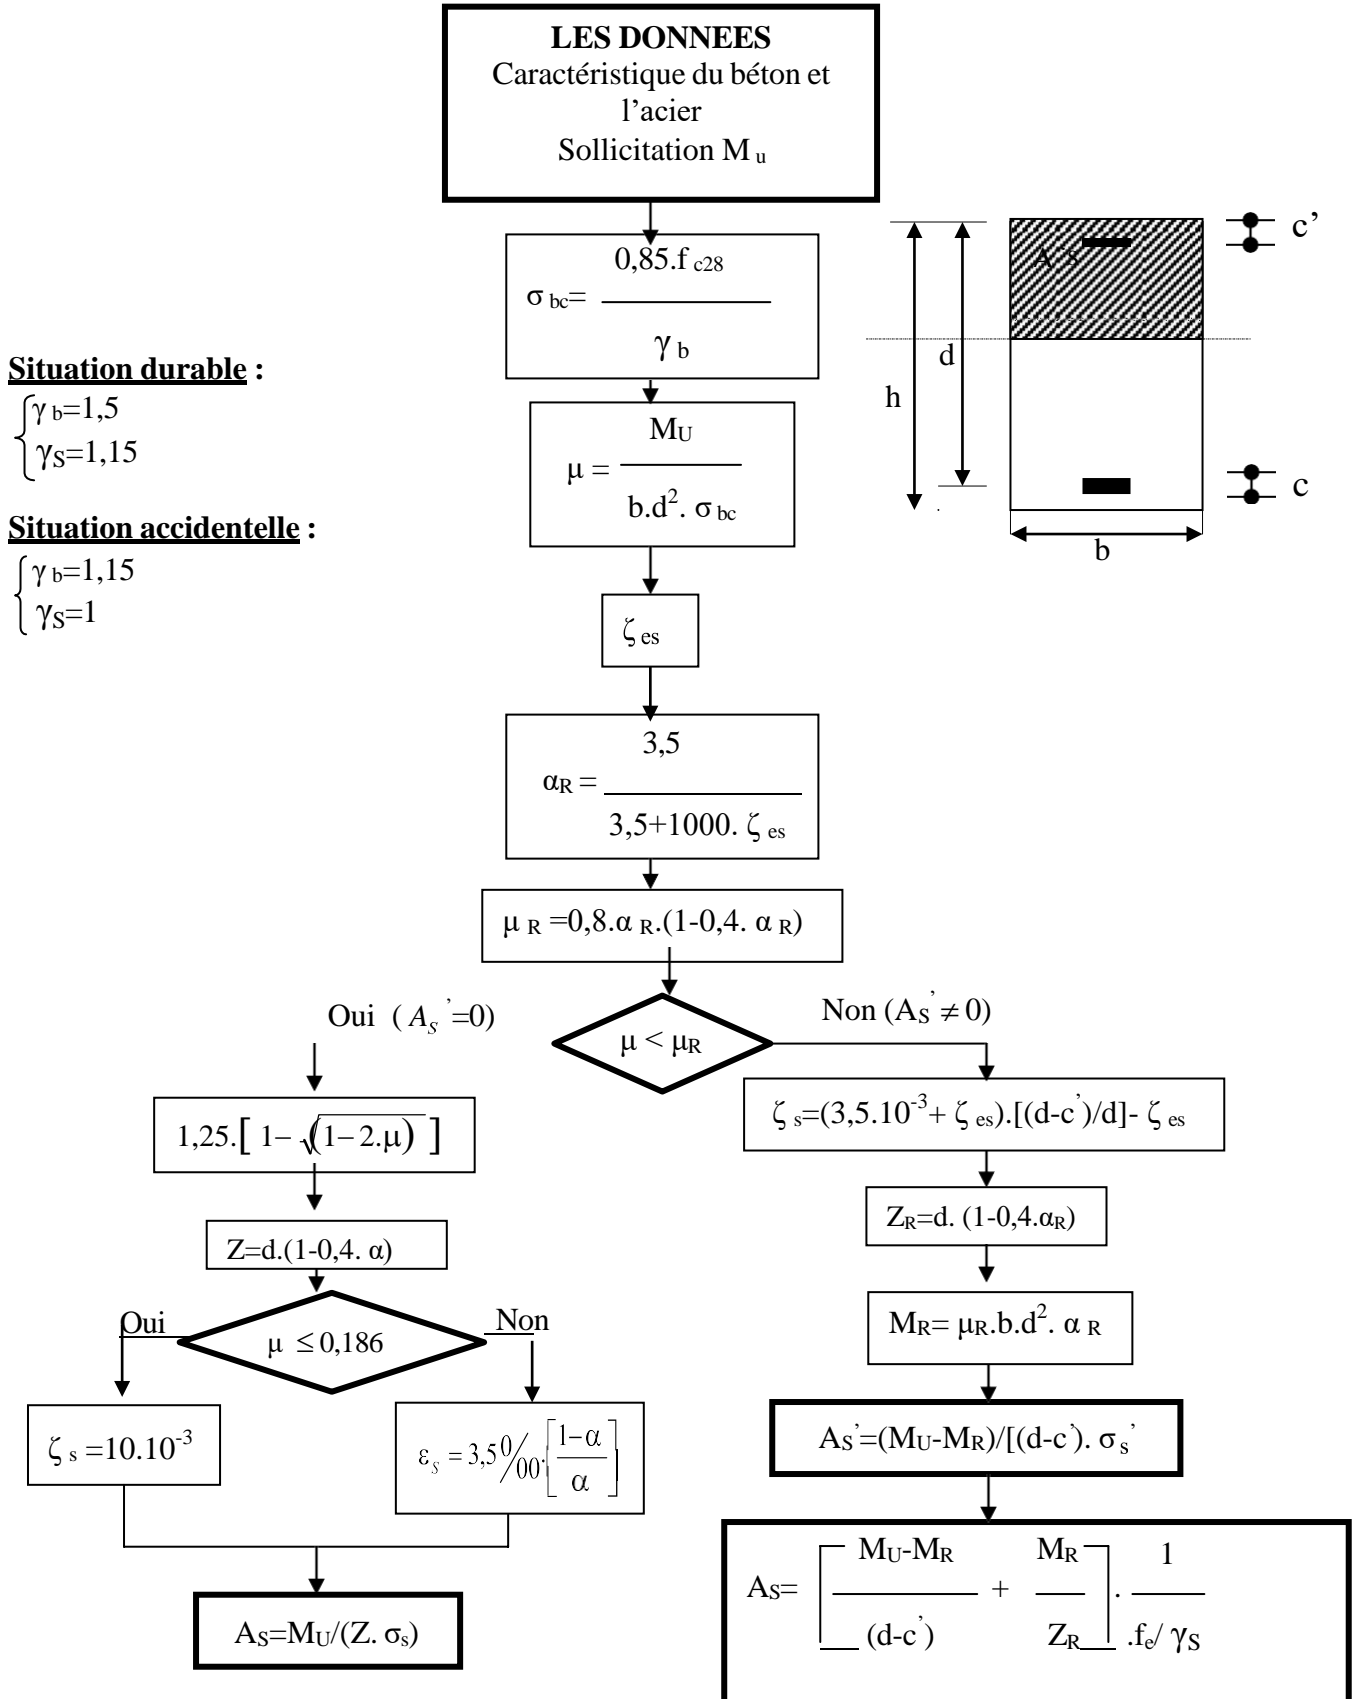 LES DONNEES
Caractéristique du béton et
l’acier
Sollicitation M u
0,85.f c28
σ bc=
γ b
Situation durable :
γ b=1,5
γS=1,15
Situation accidentelle :
γ b=1,15
γS=1
MU
μ =
b.d². σ bc
A's
c’
d
h
c
b
ζ es
3,5
αR =
3,5+1000. ζ es
μ R =0,8.α R.(1-0,4. α R)
Oui ( AS ’=0)
μ < μR
Non (AS’ ≠ 0)
1,25.[ 1− √(1−2.μ) ]
ζ s=(3,5.10-3+ ζ es).[(d-c’)/d]- ζ es
Z=d.(1-0,4. α)
ZR=d. (1-0,4.αR)
Oui
μ ≤ 0,186
Non
MR= μR.b.d². α R
ζ s =10.10-3
εS = 3,50/00.[1−α/α]
AS’=(MU-MR)/[(d-c’). σs’
AS=MU/(Z. σs)
MU-MR MR 1
AS= [ + ] .
(d-c’) ZR .fe/ γS